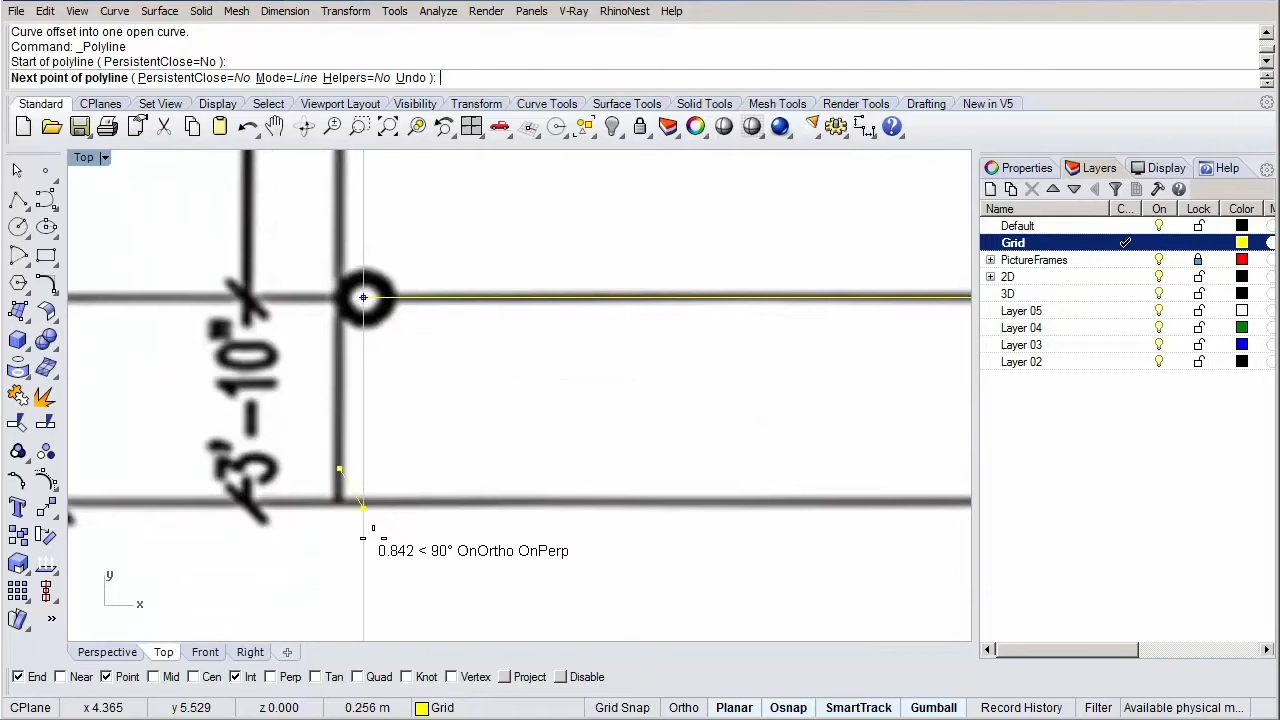 File Edit View Curve Surface Solid Mesh Dimension Transform Tools Analyze Render Panels V-Ray RhinoNest Help
Curve offset into one open curve.
Command: _Polyline
Start of polyline ( PersistentClose=No ):
Next point of polyline ( PersistentClose=No Mode=Line Helpers=No Undo ):
Standard CPlanes Set View Display Select Viewport Layout Visibility Transform Curve Tools Surface Tools Solid Tools Mesh Tools Render Tools Drafting New in V5
Top
Properties Layers Display Help
Name C... On Lock Color M
Default
Grid
PictureFrames
2D
3D
Layer 05
Layer 04
Layer 03
Layer 02
3'-10"
0.842 < 90° OnOrtho OnPerp
y
x
Perspective Top Front Right
End Near Point Mid Cen Int Perp Tan Quad Knot Vertex Project Disable
CPlane x 4.365 y 5.529 z 0.000 0.256 m Grid Grid Snap Ortho Planar Osnap SmartTrack Gumball Record History Filter Available physical m...